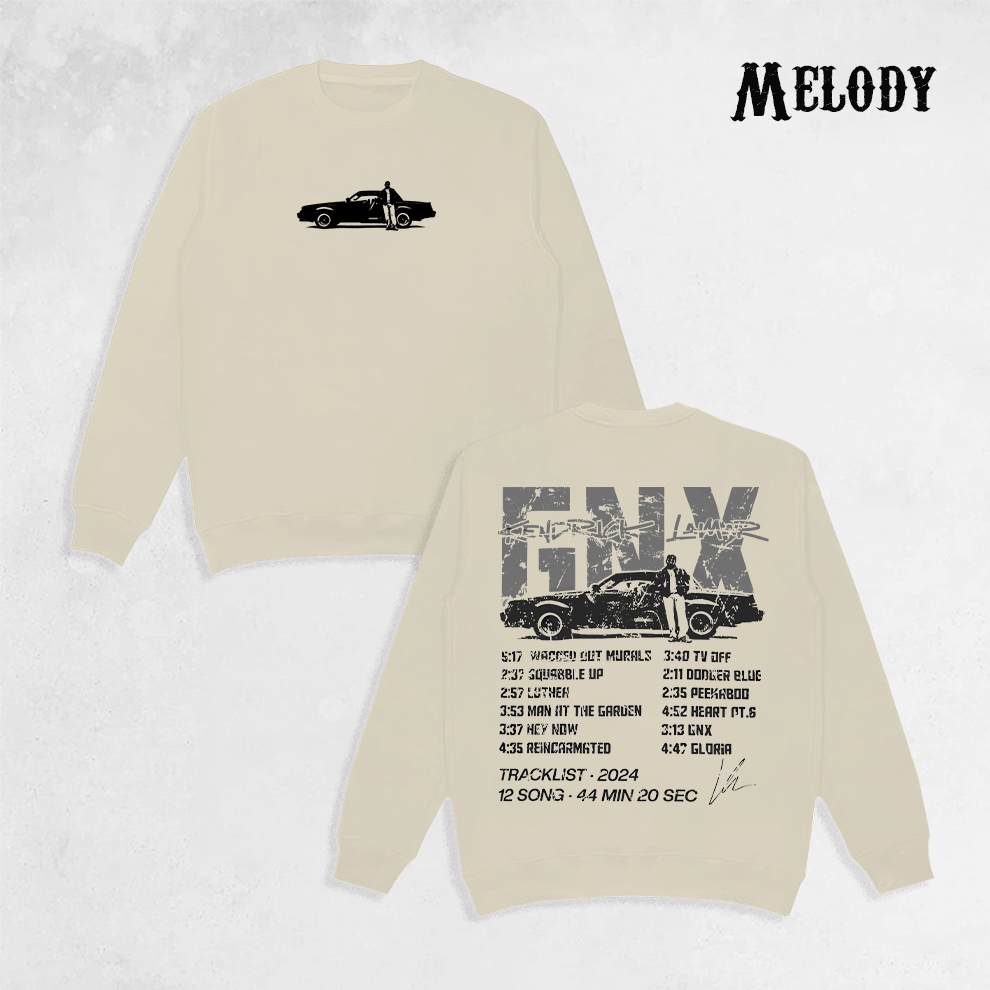 MELODY
GNX
KENDRICK LAMAR
5:17 WACCED OUT MURALS 3:40 TV OFF
2:37 SQUABBLE UP 2:11 DODGER BLUE
2:57 LUTHER 2:35 PEEKABOO
3:53 MAN AT THE GARDEN 4:52 HEART PT.6
3:37 HEY NOW 3:13 GNX
4:35 REINCARMATED 4:47 GLORIA
TRACKLIST · 2024
12 SONG · 44 MIN 20 SEC